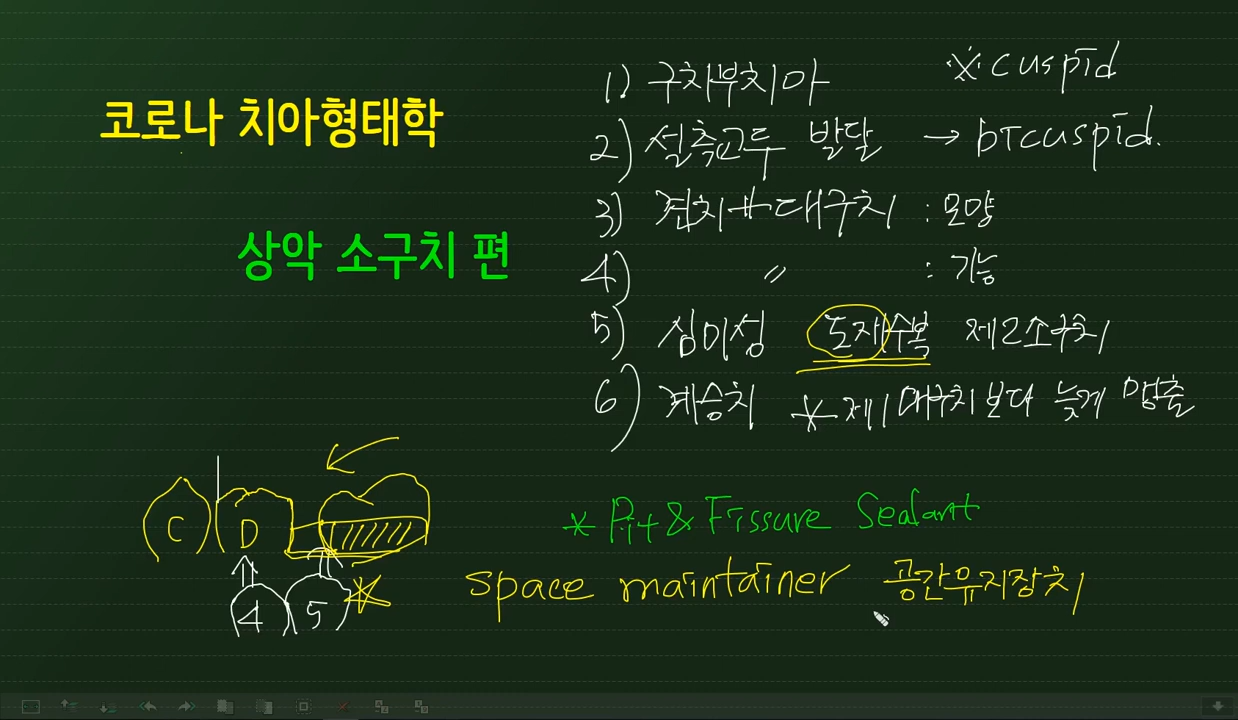 코로나 치아형태학
상악 소구치 편
1) 구치부치아 ※ cuspid
2) 설측교두 발달 → bicuspid.
3) 견치 + 대구치 : 모양
4) 〃 : 기능
5) 심미성 도재수복 제2소구치
6) 계승치 * 제1대구치보다 늦게 맹출
* Pit & Fissure Sealant
space maintainer 공간유지장치
C D
4 5 *